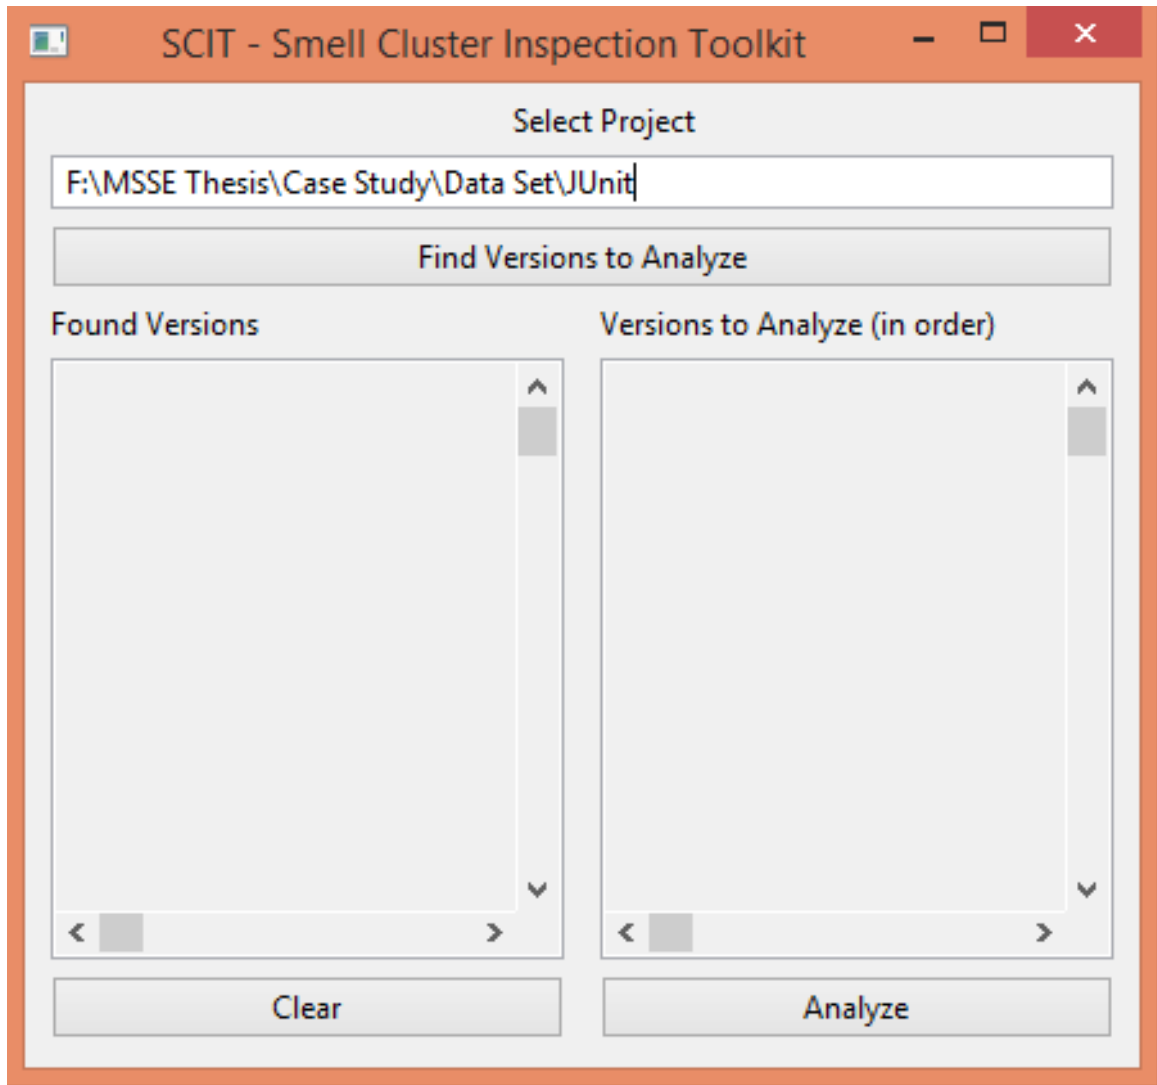 SCIT - Smell Cluster Inspection Toolkit
Select Project
F:\MSSE Thesis\Case Study\Data Set\JUnit
Find Versions to Analyze
Found Versions
Versions to Analyze (in order)
Clear
Analyze